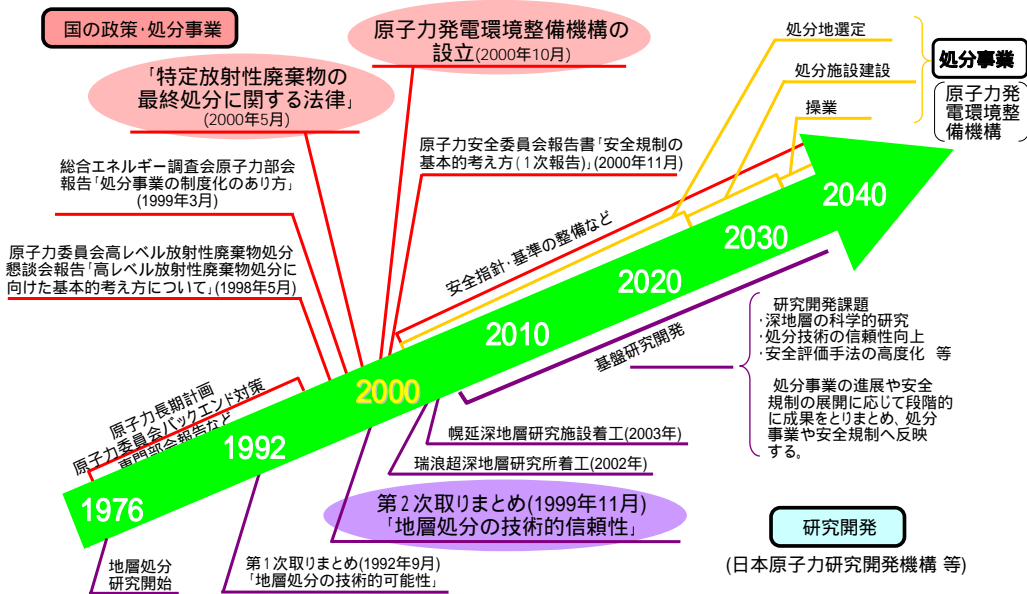 国の政策・処分事業
原子力発電環境整備機構の
設立(2000年10月)
「特定放射性廃棄物の
最終処分に関する法律」
(2000年5月)
原子力安全委員会報告書「安全規制の
基本的考え方(1次報告)」(2000年11月)
総合エネルギー調査会原子力部会
報告「処分事業の制度化のあり方」
(1999年3月)
原子力委員会高レベル放射性廃棄物処分
懇談会報告「高レベル放射性廃棄物処分に
向けた基本的考え方について」(1998年5月)
処分地選定
処分施設建設
操業
処分事業
原子力発
電環境整
備機構
安全指針・基準の整備など
原子力長期計画
原子力委員会バックエンド対策
専門部会報告など
1976
1992
2000
2010
2020
2030
2040
基盤研究開発
研究開発課題
・深地層の科学的研究
・処分技術の信頼性向上
・安全評価手法の高度化 等
処分事業の進展や安全
規制の展開に応じて段階的
に成果をとりまとめ、処分
事業や安全規制へ反映
する。
幌延深地層研究施設着工(2003年)
瑞浪超深地層研究所着工(2002年)
第2次取りまとめ(1999年11月)
「地層処分の技術的信頼性」
第1次取りまとめ(1992年9月)
「地層処分の技術的可能性」
地層処分
研究開始
研究開発
(日本原子力研究開発機構 等)